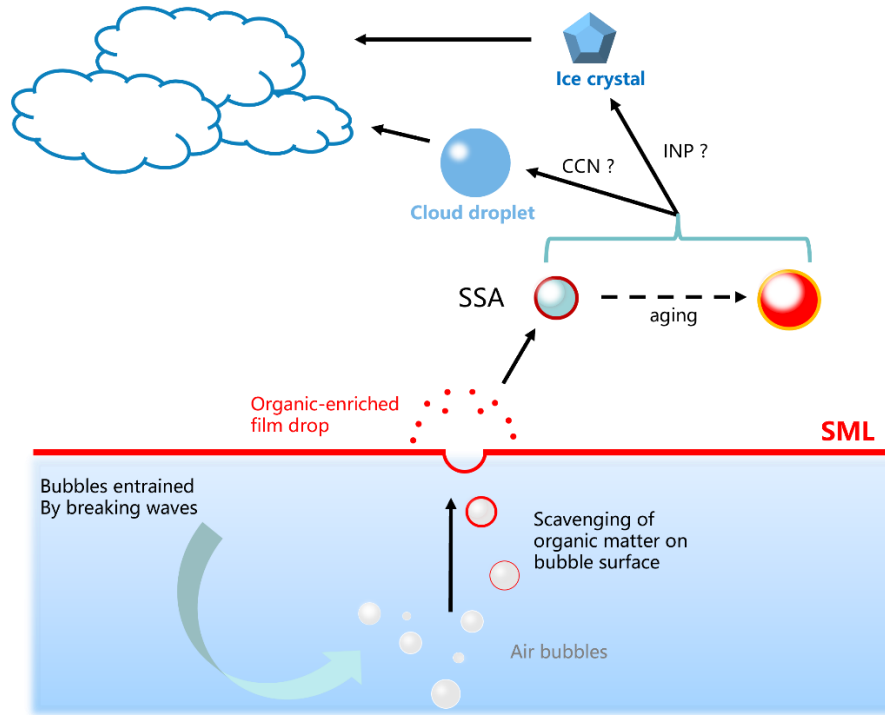 Ice crystal
INP ?
CCN ?
Cloud droplet
SSA
aging
Organic-enriched
film drop
SML
Bubbles entrained
By breaking waves
Scavenging of
organic matter on
bubble surface
Air bubbles